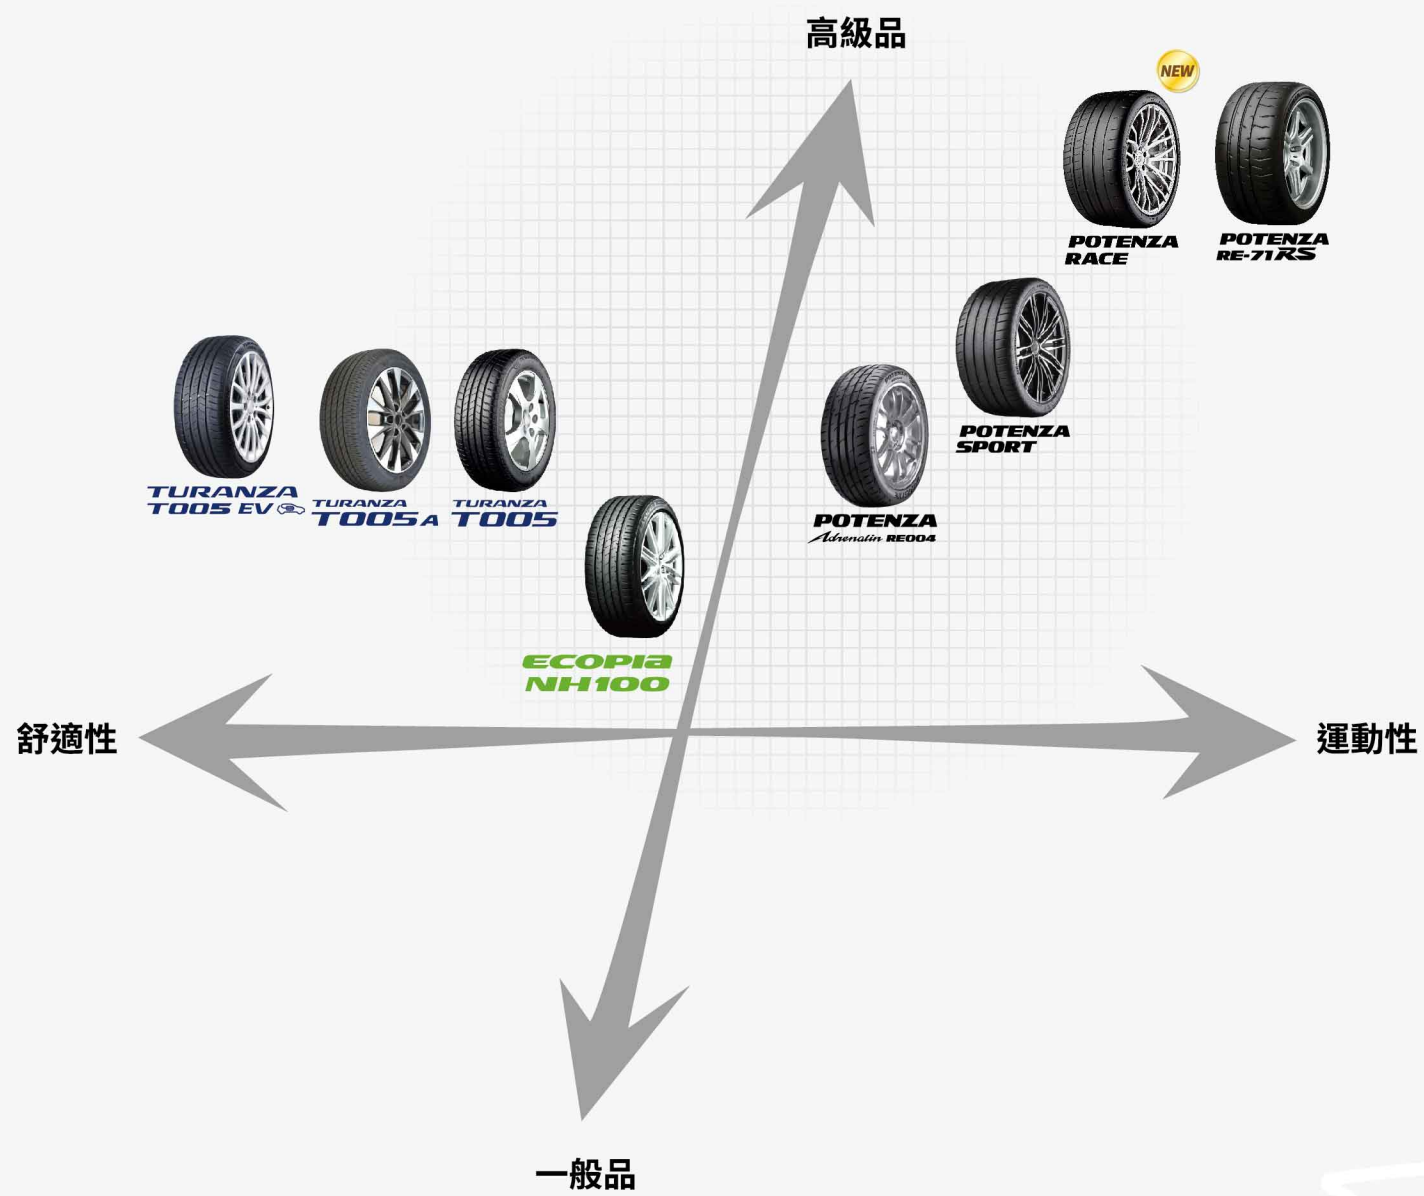 高級品
NEW
POTENZA
RACE
POTENZA
RE-71RS
POTENZA
SPORT
TURANZA
T005 EV
TURANZA
T005A
TURANZA
T005
POTENZA
Adrenalin RE004
ECOPIA
NH100
舒適性
運動性
一般品